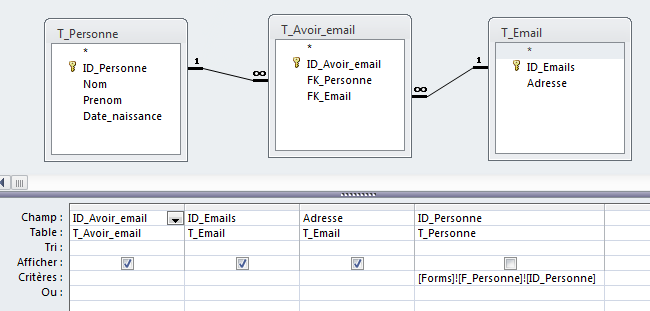 T_Personne
*
ID_Personne
Nom
Prenom
Date_naissance
1
∞
T_Avoir_email
*
ID_Avoir_email
FK_Personne
FK_Email
∞
1
T_Email
*
ID_Emails
Adresse
Champ : ID_Avoir_email ID_Emails Adresse ID_Personne
Table : T_Avoir_email T_Email T_Email T_Personne
Tri :
Afficher :
Critères : [Forms]![F_Personne]![ID_Personne]
Ou :